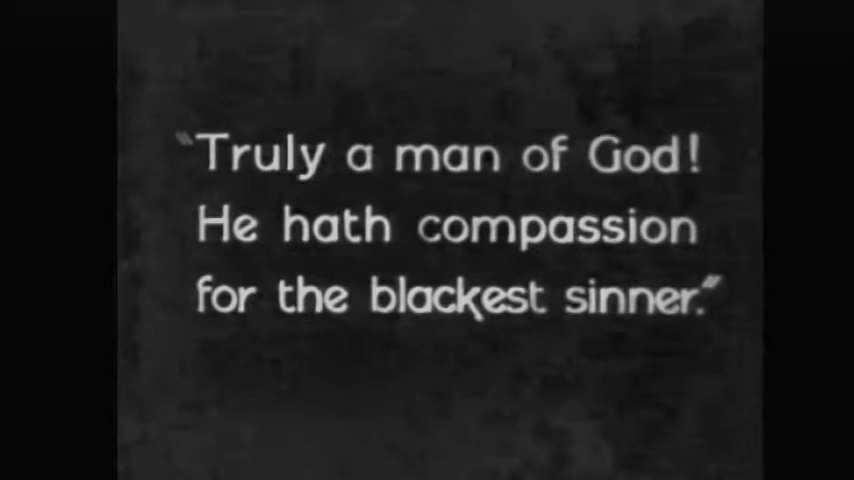 "Truly a man of God!
He hath compassion
for the blackest sinner."